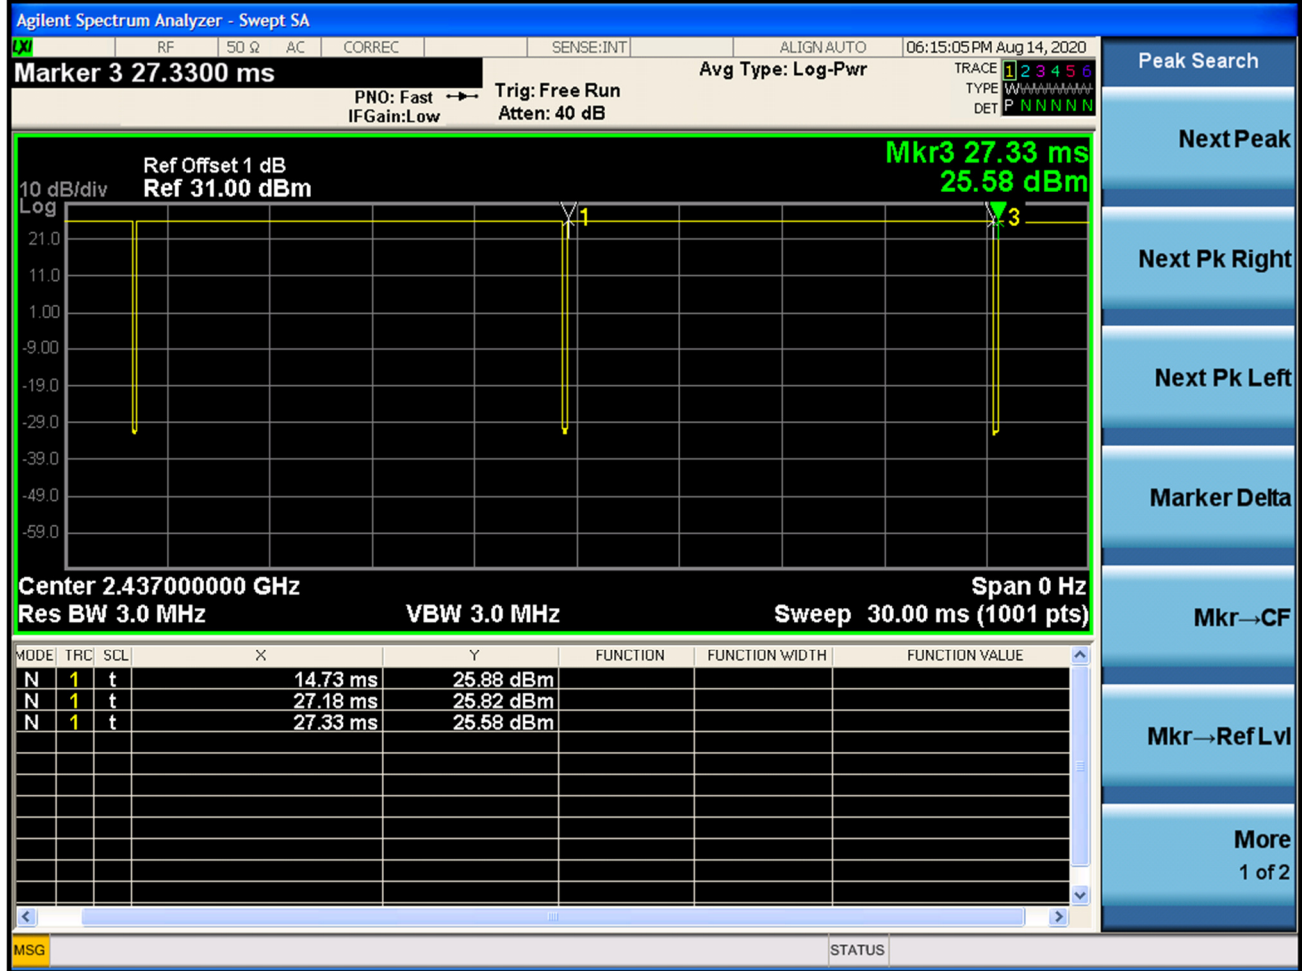 Agilent Spectrum Analyzer - Swept SA
LXI RF 50 Ω AC CORREC SENSE:INT ALIGN AUTO 06:15:05 PM Aug 14, 2020
Marker 3 27.3300 ms
PNO: Fast
IFGain:Low
Trig: Free Run
Atten: 40 dB
Avg Type: Log-Pwr
TRACE 1 2 3 4 5 6
TYPE W
DET P N N N N N
Ref Offset 1 dB
10 dB/div Ref 31.00 dBm
Log
Mkr3 27.33 ms
25.58 dBm
1
3
21.0
11.0
1.00
-9.00
-19.0
-29.0
-39.0
-49.0
-59.0
Center 2.437000000 GHz Span 0 Hz
Res BW 3.0 MHz VBW 3.0 MHz Sweep 30.00 ms (1001 pts)
MODE TRC SCL X Y FUNCTION FUNCTION WIDTH FUNCTION VALUE
N 1 t 14.73 ms 25.88 dBm
N 1 t 27.18 ms 25.82 dBm
N 1 t 27.33 ms 25.58 dBm
MSG STATUS
Peak Search
Next Peak
Next Pk Right
Next Pk Left
Marker Delta
Mkr→CF
Mkr→Ref Lvl
More
1 of 2